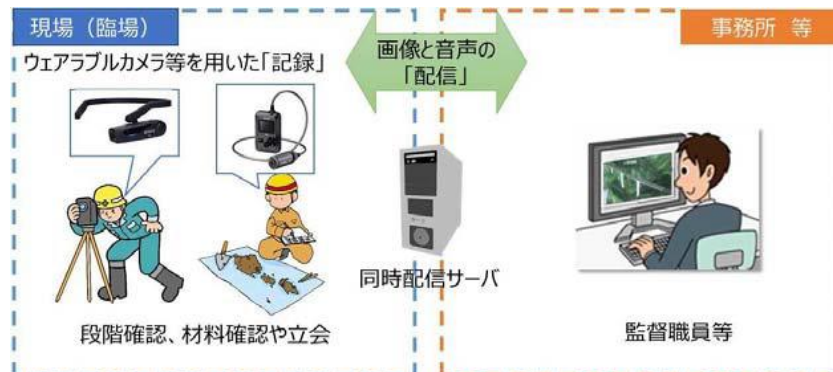 現場（臨場）
ウェアラブルカメラ等を用いた「記録」
画像と音声の
「配信」
事務所 等
同時配信サーバ
段階確認、材料確認や立会
監督職員等